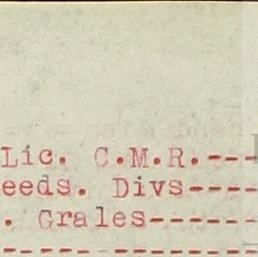 Lic. C.M.R.---
eeds. Divs----
. Grales------